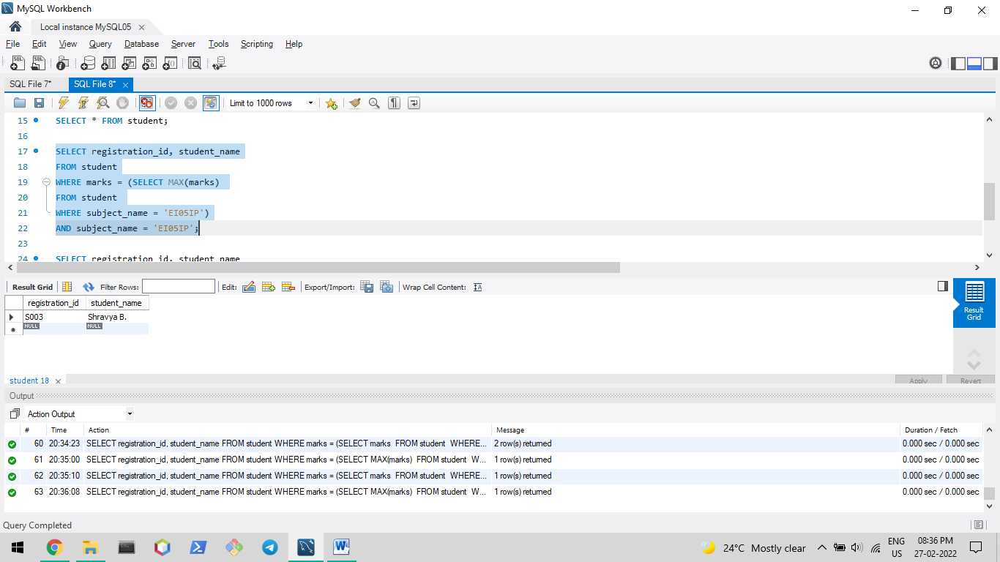 MySQL Workbench
Local instance MySQL05
File Edit View Query Database Server Tools Scripting Help
SQL File 7* SQL File 8*
Limit to 1000 rows
15 SELECT * FROM student;
16
17 SELECT registration_id, student_name
18 FROM student
19 WHERE marks = (SELECT MAX(marks)
20 FROM student
21 WHERE subject_name = 'EI05IP')
22 AND subject_name = 'EI05IP';
23
24 SELECT registration_id, student_name
Result Grid Filter Rows: Edit: Export/Import: Wrap Cell Content:
Result Grid
registration_id student_name
S003 Shravya B.
NULL NULL
student 18
Apply Revert
Output
Action Output
# Time Action Message Duration / Fetch
60 20:34:23 SELECT registration_id, student_name FROM student WHERE marks = (SELECT marks FROM student WHERE... 2 row(s) returned 0.000 sec / 0.000 sec
61 20:35:00 SELECT registration_id, student_name FROM student WHERE marks = (SELECT MAX(marks) FROM student W... 1 row(s) returned 0.000 sec / 0.000 sec
62 20:35:10 SELECT registration_id, student_name FROM student WHERE marks = (SELECT marks FROM student WHERE... 1 row(s) returned 0.000 sec / 0.000 sec
63 20:36:08 SELECT registration_id, student_name FROM student WHERE marks = (SELECT MAX(marks) FROM student W... 1 row(s) returned 0.000 sec / 0.000 sec
Query Completed
24°C Mostly clear
ENG
US
08:36 PM
27-02-2022